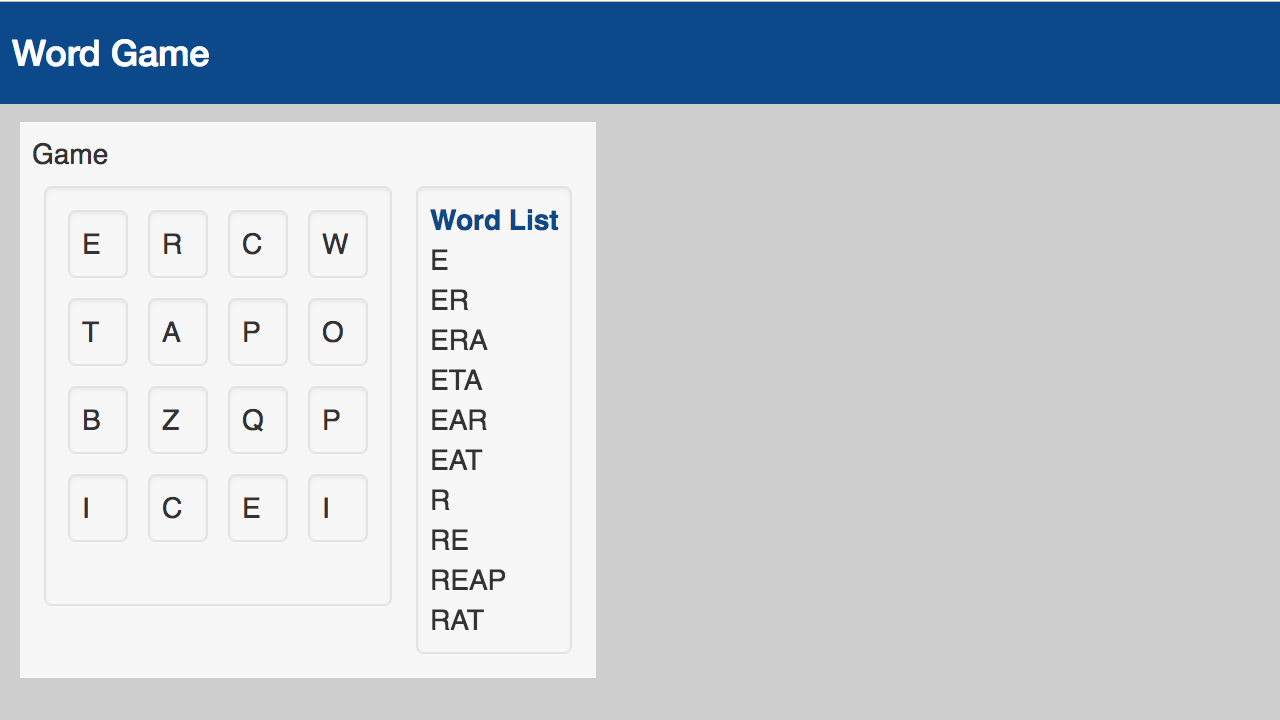 Word Game
Game
E R C W
T A P O
B Z Q P
I C E I
Word List
E
ER
ERA
ETA
EAR
EAT
R
RE
REAP
RAT